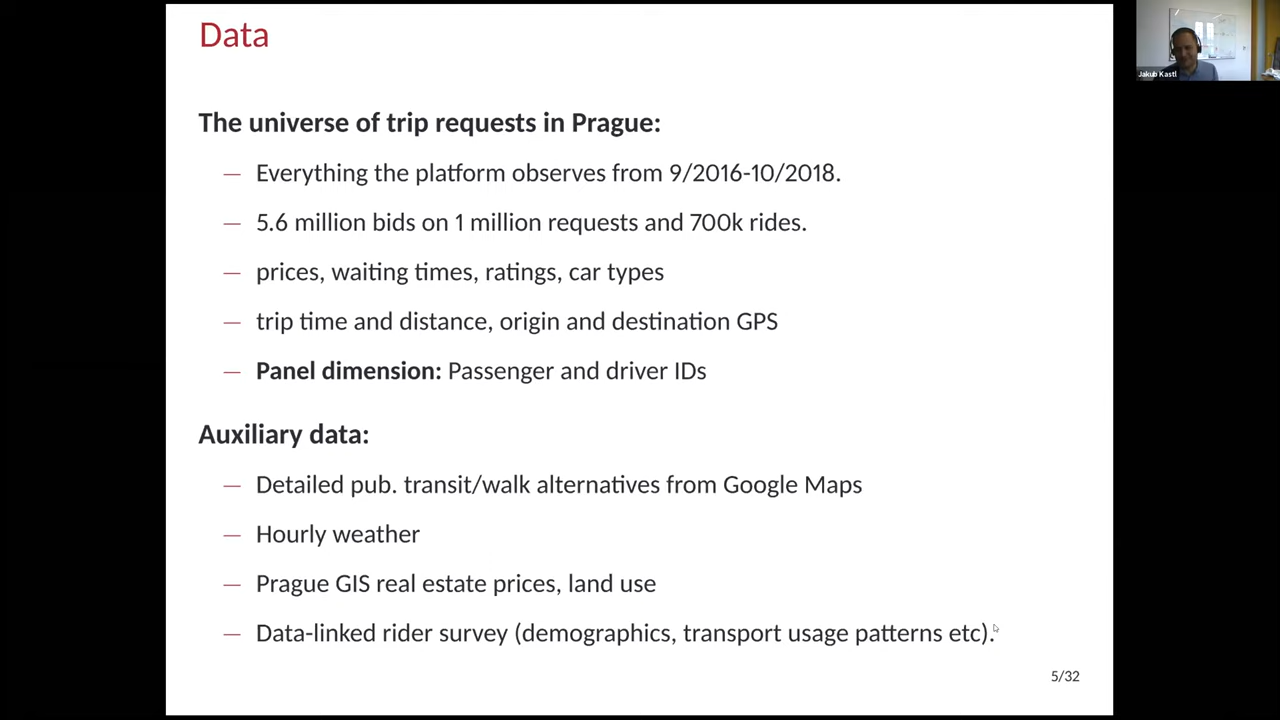 Data
Jakub Kastl
The universe of trip requests in Prague:
— Everything the platform observes from 9/2016-10/2018.
— 5.6 million bids on 1 million requests and 700k rides.
— prices, waiting times, ratings, car types
— trip time and distance, origin and destination GPS
— Panel dimension: Passenger and driver IDs
Auxiliary data:
— Detailed pub. transit/walk alternatives from Google Maps
— Hourly weather
— Prague GIS real estate prices, land use
— Data-linked rider survey (demographics, transport usage patterns etc).
5/32